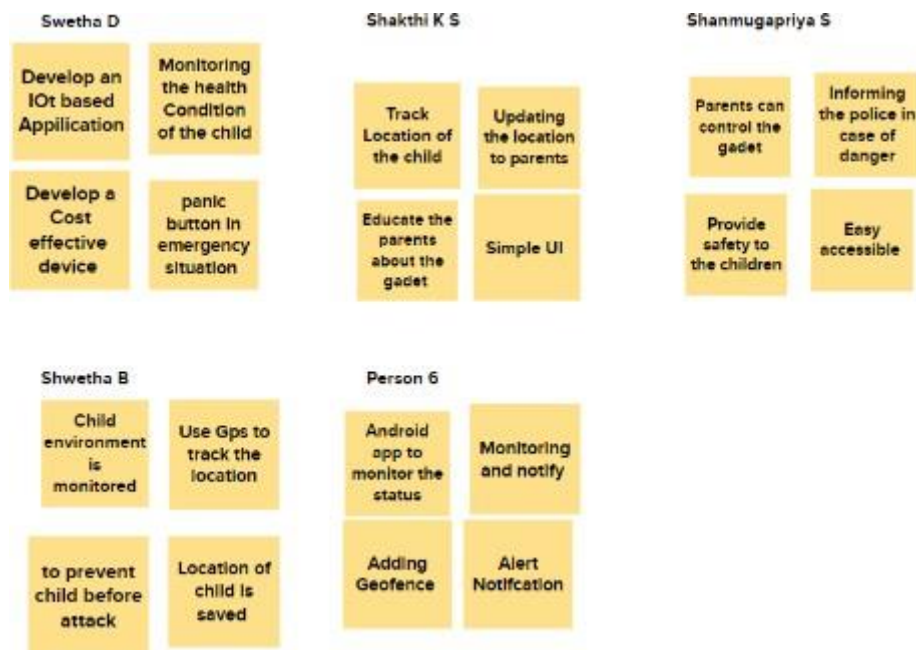 Swetha D
Develop an
IOt based
Appilication
Monitoring
the health
Condition
of the child
Develop a
Cost
effective
device
panic
button in
emergency
situation
Shakthi K S
Track
Location of
the child
Updating
the location
to parents
Educate the
parents
about the
gadet
Simple UI
Shanmugapriya S
Parents can
control the
gadet
Informing
the police in
case of
danger
Provide
safety to
the children
Easy
accessible
Shwetha B
Child
environment
is
monitored
Use Gps to
track the
location
to prevent
child before
attack
Location of
child is
saved
Person 6
Android
app to
monitor the
status
Monitoring
and notify
Adding
Geofence
Alert
Notifcation